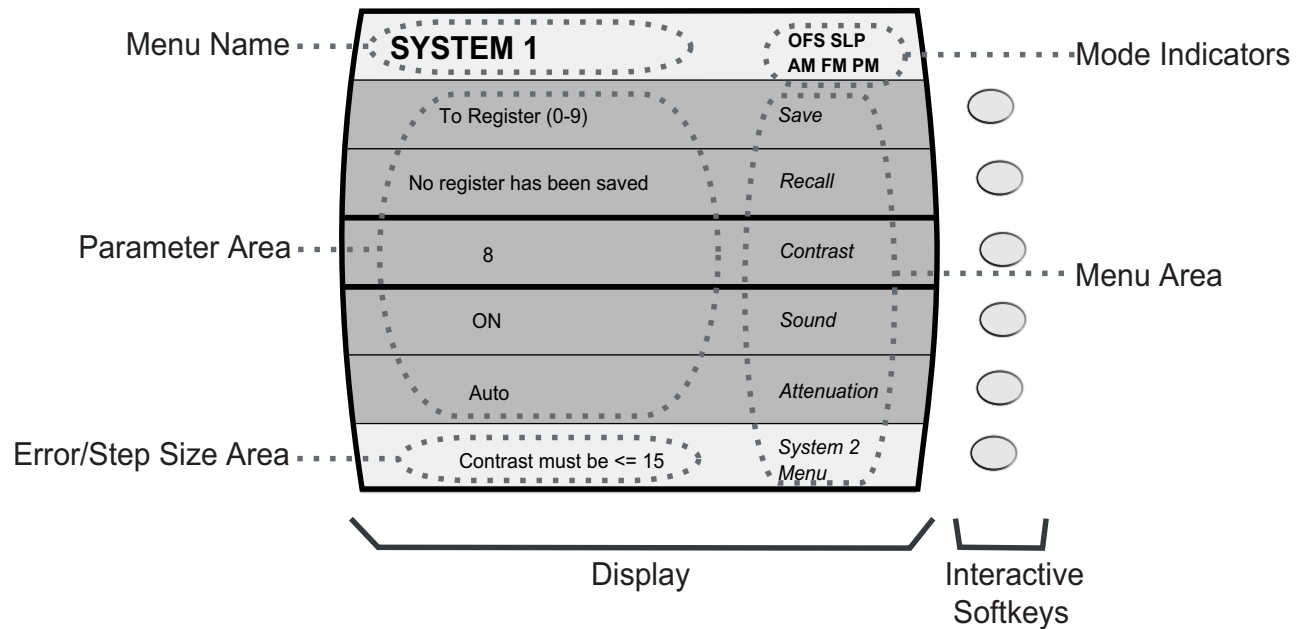 Menu Name
SYSTEM 1
OFS SLP
AM FM PM
Mode Indicators
To Register (0-9)
Save
No register has been saved
Recall
Parameter Area
8
Contrast
Menu Area
ON
Sound
Auto
Attenuation
Error/Step Size Area
Contrast must be <= 15
System 2
Menu
Display
Interactive
Softkeys